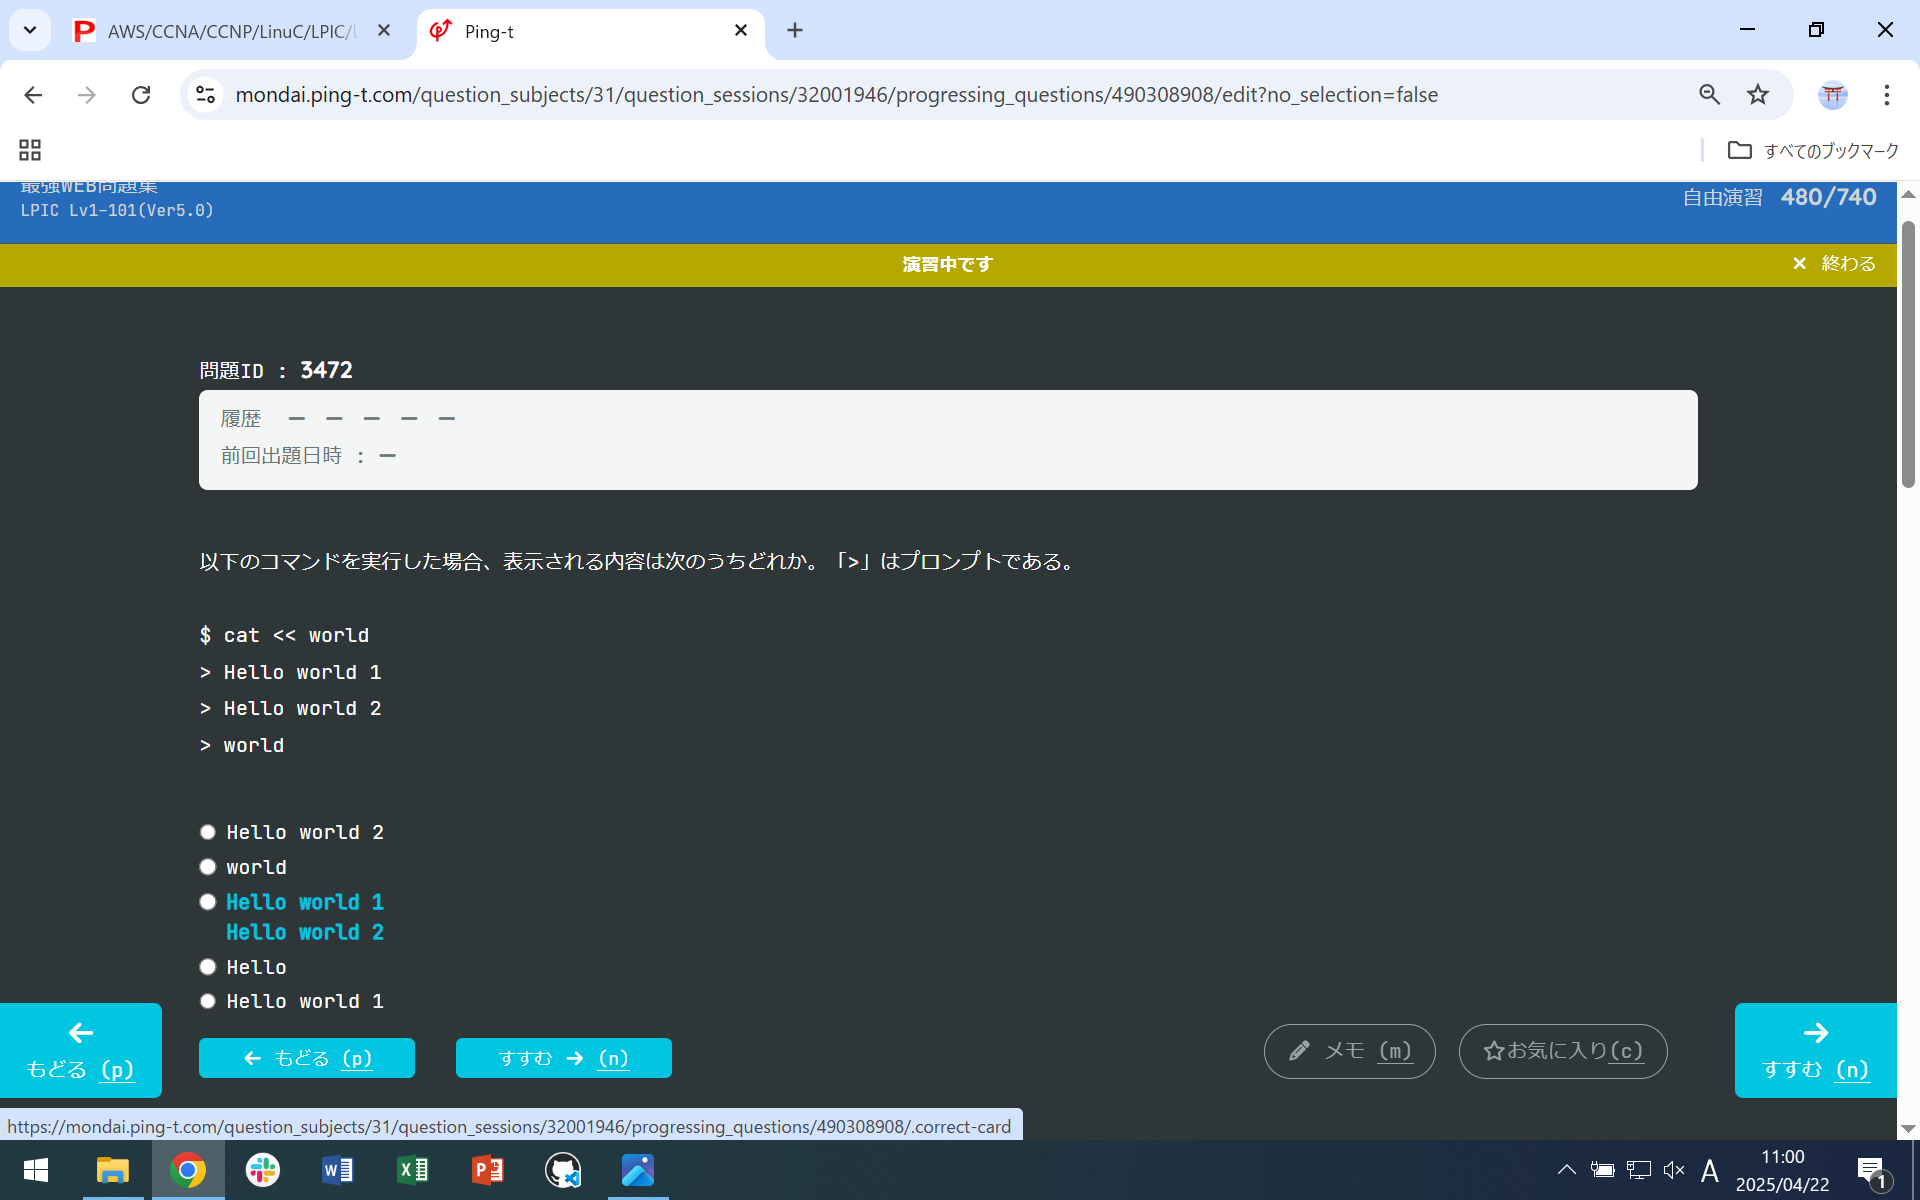 AWS/CCNA/CCNP/LinuC/LPIC/
Ping-t
mondai.ping-t.com/question_subjects/31/question_sessions/32001946/progressing_questions/490308908/edit?no_selection=false
すべてのブックマーク
最強WEB問題集
LPIC Lv1-101(Ver5.0)
自由演習 480/740
演習中です
× 終わる
問題ID : 3472
履歴 ー ー ー ー ー
前回出題日時 : ー
以下のコマンドを実行した場合、表示される内容は次のうちどれか。「>」はプロンプトである。
$ cat << world
> Hello world 1
> Hello world 2
> world
Hello world 2
world
Hello world 1
Hello world 2
Hello
Hello world 1
← もどる (p)
← もどる (p)
すすむ → (n)
メモ (m)
☆お気に入り(c)
→ すすむ (n)
https://mondai.ping-t.com/question_subjects/31/question_sessions/32001946/progressing_questions/490308908/.correct-card
A
11:00
2025/04/22
1